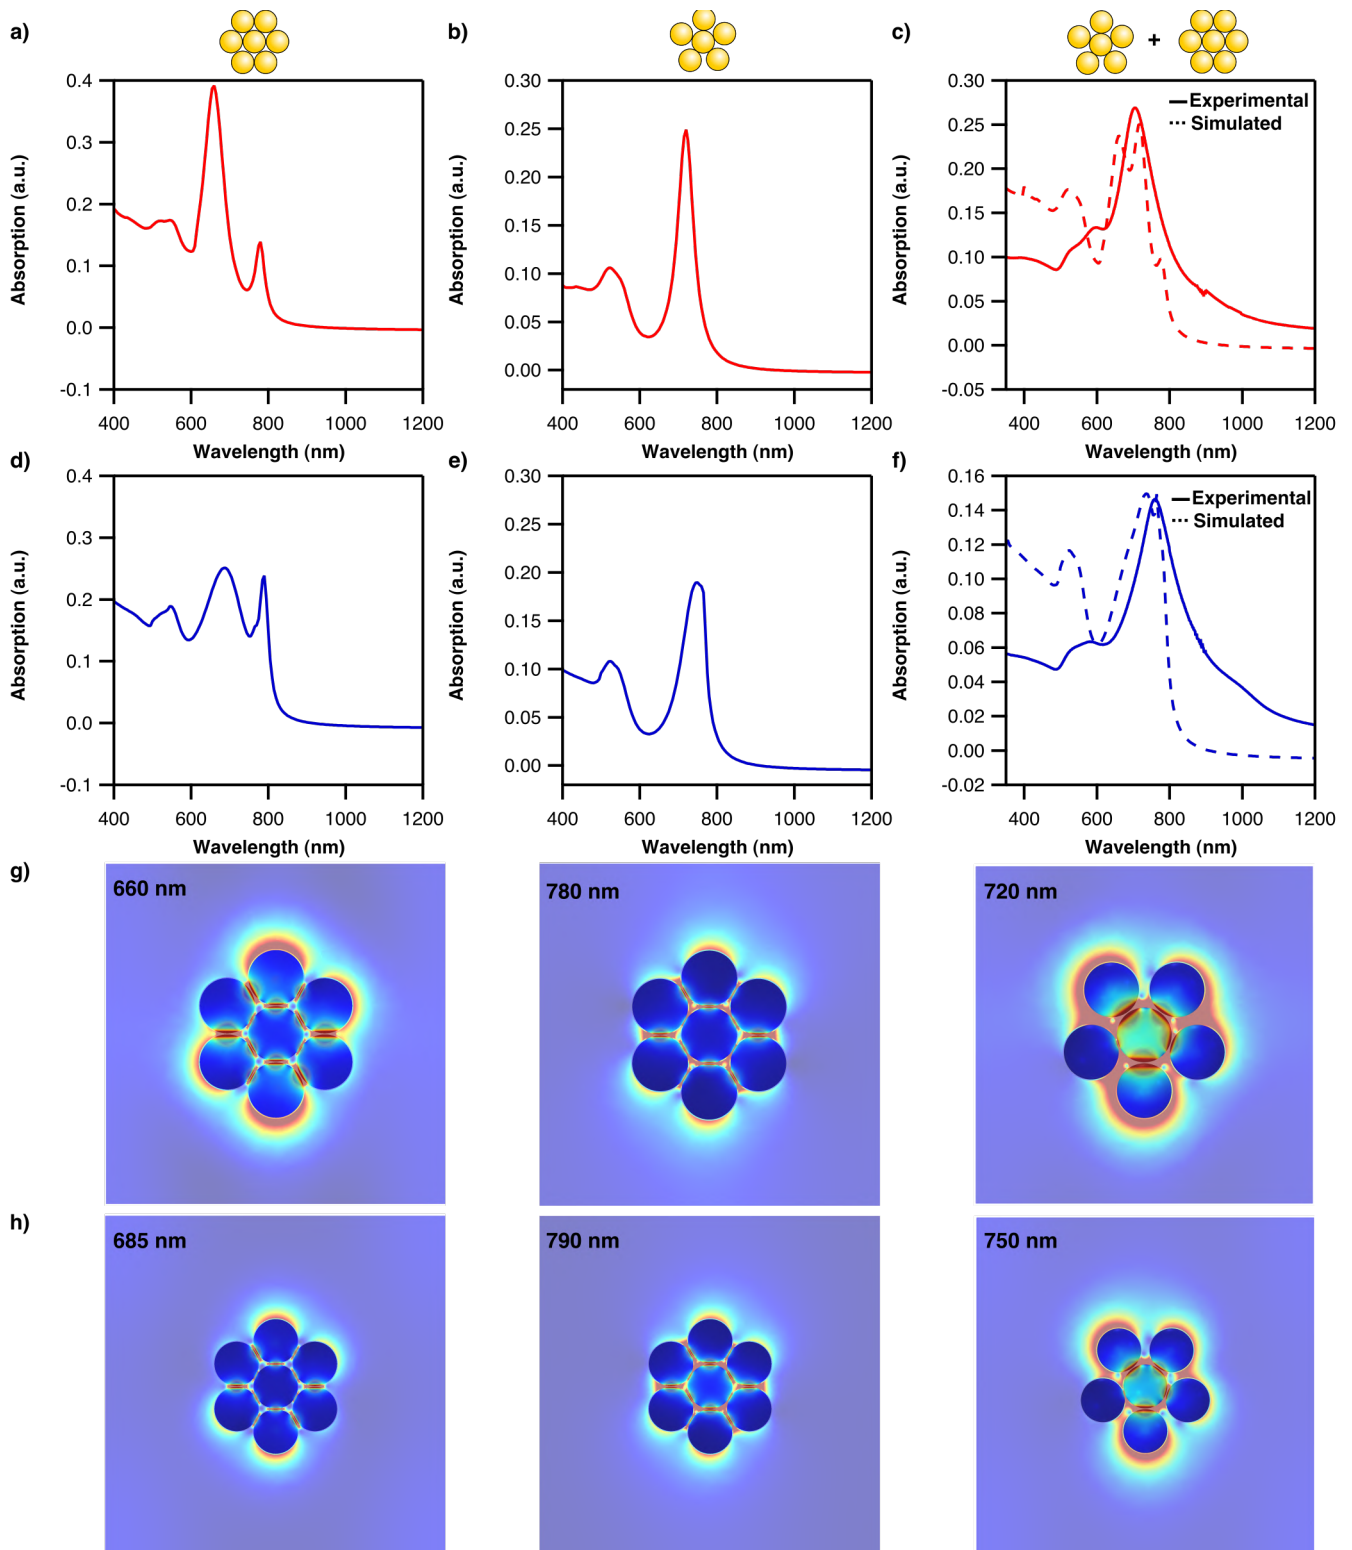 a)
b)
c)
+
0.4
0.3
0.2
0.1
0.0
-0.1
Absorption (a.u.)
400 600 800 1000 1200
Wavelength (nm)
0.30
0.25
0.20
0.15
0.10
0.05
0.00
Absorption (a.u.)
400 600 800 1000 1200
Wavelength (nm)
0.30
0.25
0.20
0.15
0.10
0.05
0.00
-0.05
Absorption (a.u.)
Experimental
Simulated
400 600 800 1000 1200
Wavelength (nm)
d)
e)
f)
0.4
0.3
0.2
0.1
0.0
-0.1
Absorption (a.u.)
400 600 800 1000 1200
Wavelength (nm)
0.30
0.25
0.20
0.15
0.10
0.05
0.00
Absorption (a.u.)
400 600 800 1000 1200
Wavelength (nm)
0.16
0.14
0.12
0.10
0.08
0.06
0.04
0.02
0.00
-0.02
Absorption (a.u.)
Experimental
Simulated
400 600 800 1000 1200
Wavelength (nm)
g)
660 nm
780 nm
720 nm
h)
685 nm
790 nm
750 nm